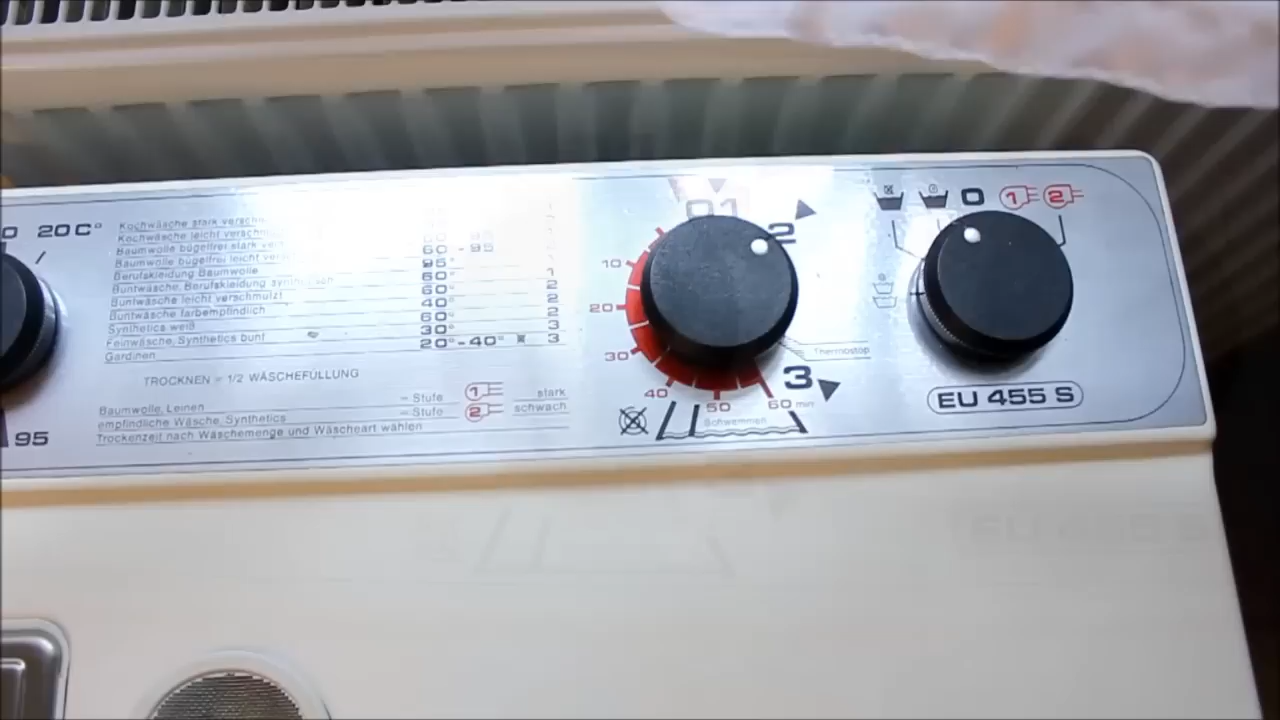 20C°
95
Kochwäsche stark
Kochwäsche leicht
Baumwolle bügelfrei stark
60°-95
Baumwolle bügelfrei leicht
95°
Berufskleidung Baumwolle
60°
1
Buntwäsche, Berufskleidung
60°
2
Buntwäsche leicht verschmutzt
40°
2
Buntwäsche farbempfindlich
60°
2
Synthetics weiß
30°
3
Feinwäsche, Synthetics bunt
20°-40°
3
Gardinen
TROCKNEN = 1/2 WÄSCHEFÜLLUNG
Baumwolle, Leinen
= Stufe 1 stark
empfindliche Wäsche, Synthetics
= Stufe 2 schwach
Trockenzeit nach Wäschemenge und Wäscheart wählen
0 1
2
10
20
30
40
50
60 min
3
Thermostop
Schwemmen
0 1 2
EU 455 S